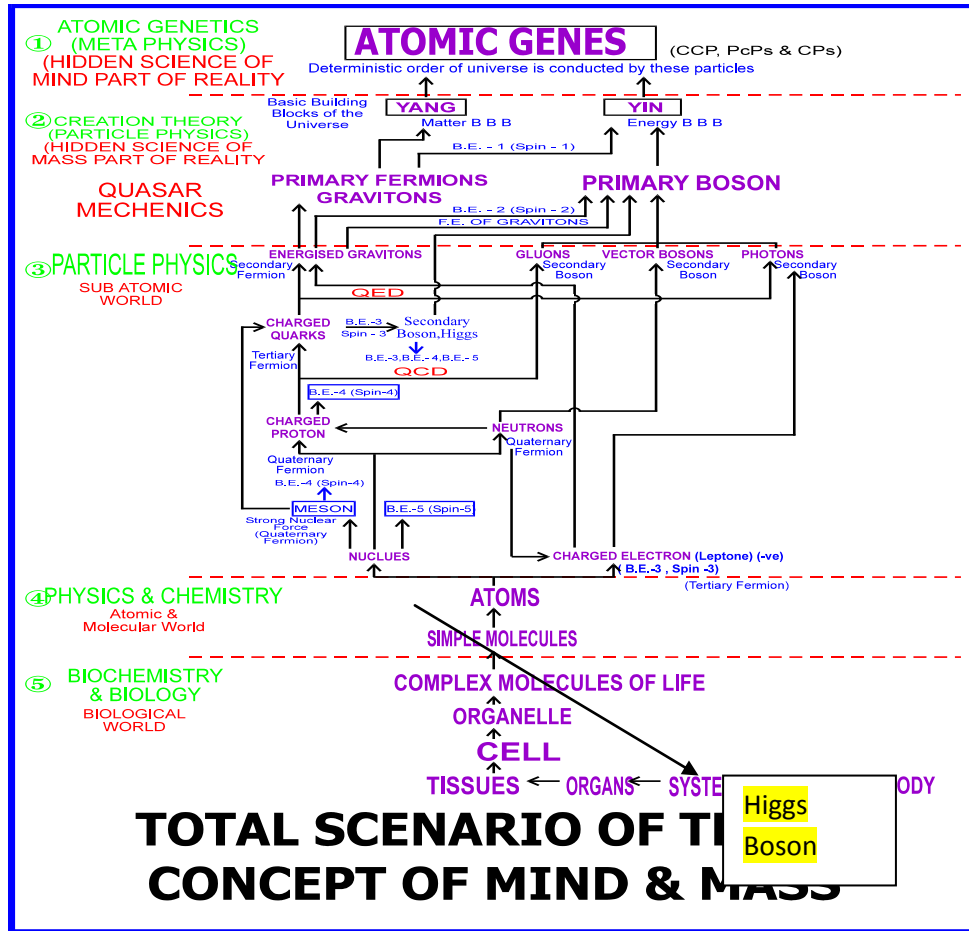 ① ATOMIC GENETICS
(META PHYSICS)
(HIDDEN SCIENCE OF
MIND PART OF REALITY
ATOMIC GENES
(CCP, PcPs & CPs)
Deterministic order of universe is conducted by these particles
Basic Building
Blocks of the
Universe
YANG
Matter B B B
YIN
Energy B B B
② CREATION THEORY
(PARTICLE PHYSICS)
(HIDDEN SCIENCE OF
MASS PART OF REALITY
B.E. - 1 (Spin - 1)
QUASAR
MECHENICS
PRIMARY FERMIONS
GRAVITONS
PRIMARY BOSON
B.E. - 2 (Spin - 2)
F.E. OF GRAVITONS
③ PARTICLE PHYSICS
SUB ATOMIC
WORLD
ENERGISED GRAVITONS
Secondary
Fermion
GLUONS
Secondary
Boson
VECTOR BOSONS
Secondary
Boson
PHOTONS
Secondary
Boson
QED
CHARGED
QUARKS
B.E.-3
Spin - 3
Secondary
Boson,Higgs
Tertiary
Fermion
B.E.-3,B.E.- 4,B.E.- 5
QCD
B.E.-4 (Spin-4)
CHARGED
PROTON
NEUTRONS
Quaternary
Fermion
Quaternary
Fermion
B.E.-4 (Spin-4)
MESON
B.E.-5 (Spin-5)
Strong Nuclear
Force
(Quaternary
Fermion)
NUCLUES
CHARGED ELECTRON (Leptone) (-ve)
( B.E.-3 , Spin -3)
(Tertiary Fermion)
④ PHYSICS & CHEMISTRY
Atomic &
Molecular World
ATOMS
SIMPLE MOLECULES
⑤ BIOCHEMISTRY
& BIOLOGY
BIOLOGICAL
WORLD
COMPLEX MOLECULES OF LIFE
ORGANELLE
CELL
TISSUES ORGANS
Higgs
Boson
TOTAL SCENARIO OF
CONCEPT OF MIND & MASS